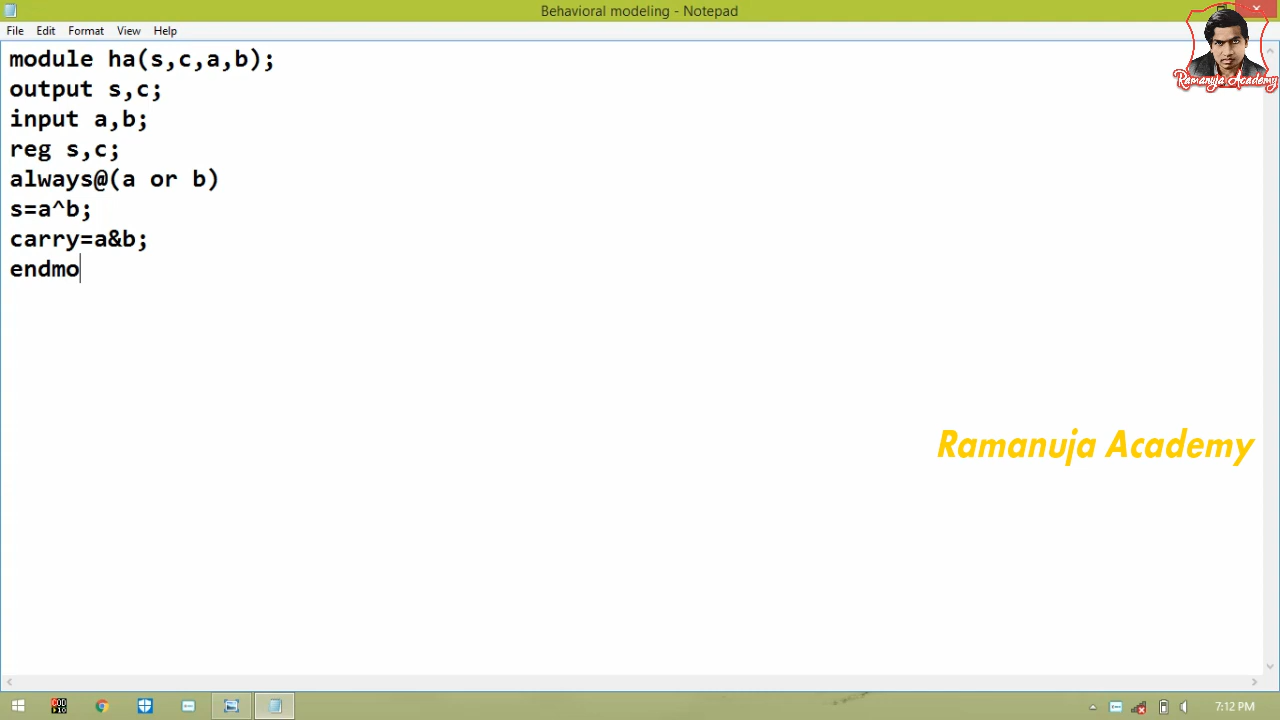 Behavioral modeling - Notepad
File Edit Format View Help
module ha(s,c,a,b);
output s,c;
input a,b;
reg s,c;
always@(a or b)
s=a^b;
carry=a&b;
endmo
Ramanuja Academy
Ramanuja Academy
7:12 PM